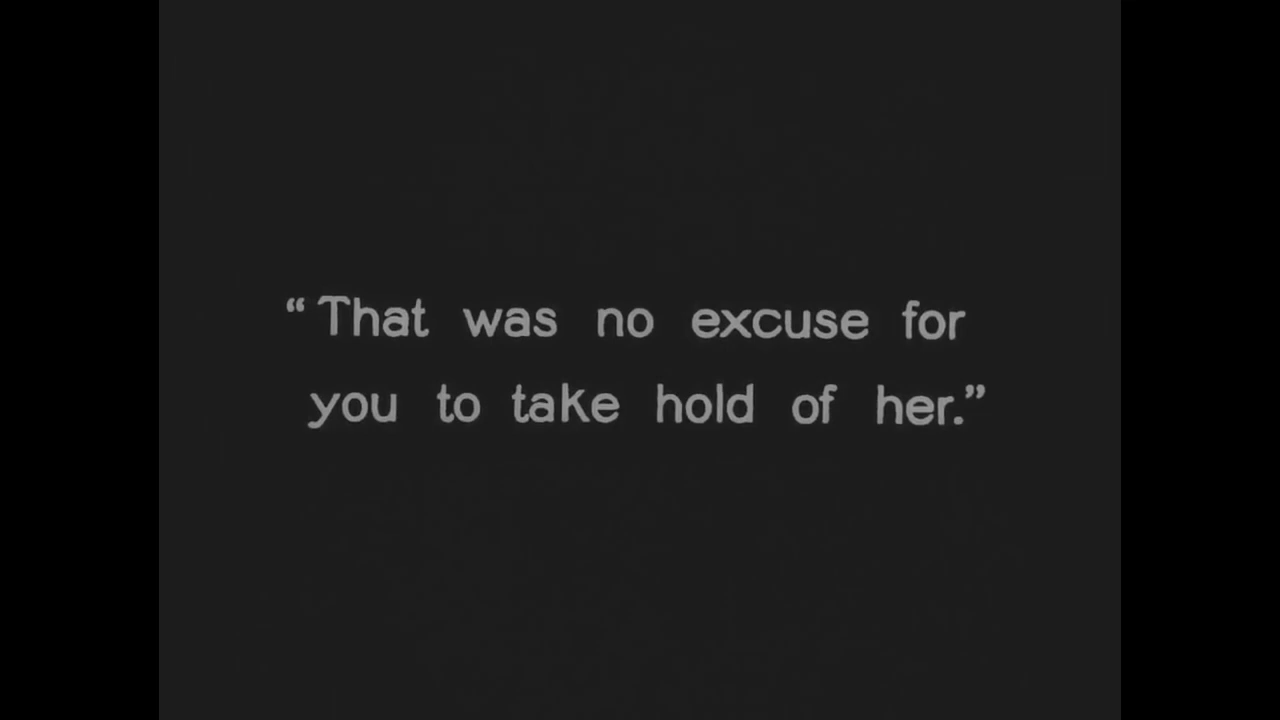 “That was no excuse for
you to take hold of her.”